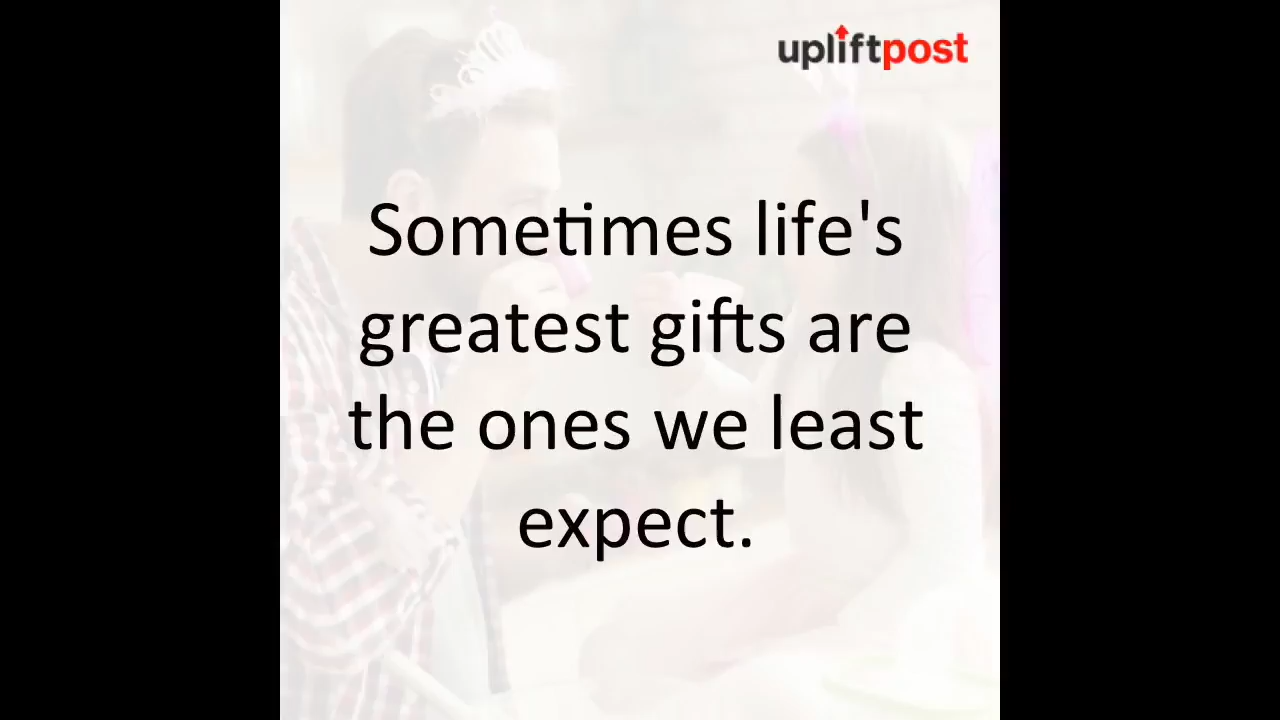 upliftpost
Sometimes life's
greatest gifts are
the ones we least
expect.